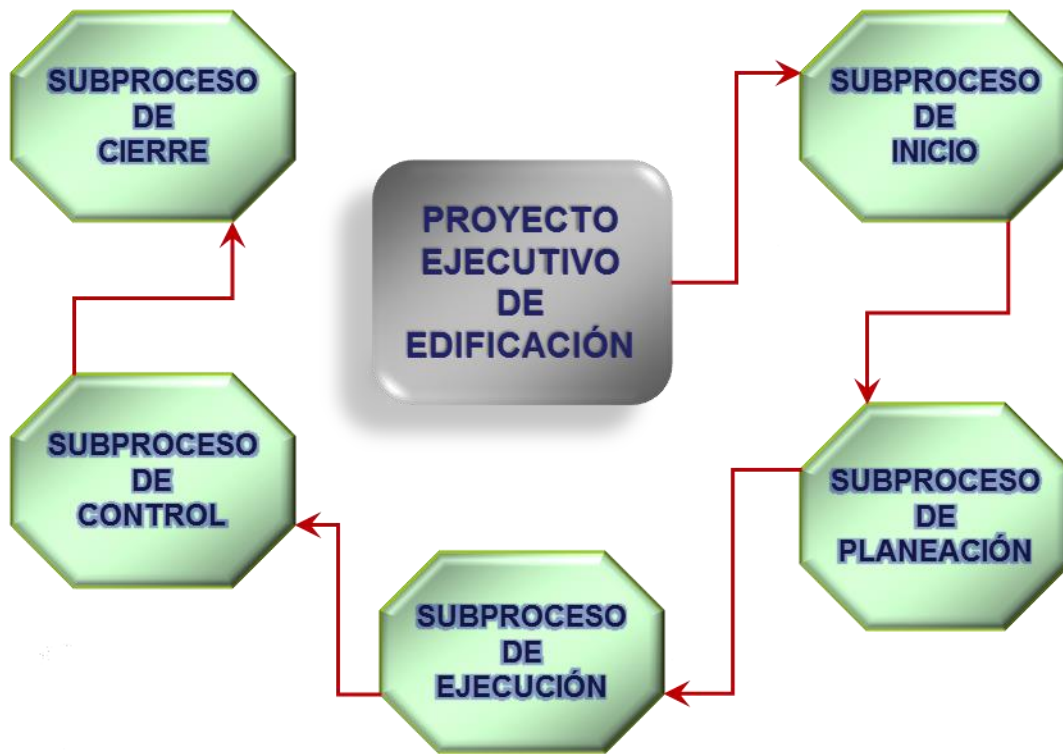 PROYECTO
EJECUTIVO
DE
EDIFICACIÓN
SUBPROCESO
DE
INICIO
SUBPROCESO
DE
PLANEACIÓN
SUBPROCESO
DE
EJECUCIÓN
SUBPROCESO
DE
CONTROL
SUBPROCESO
DE
CIERRE